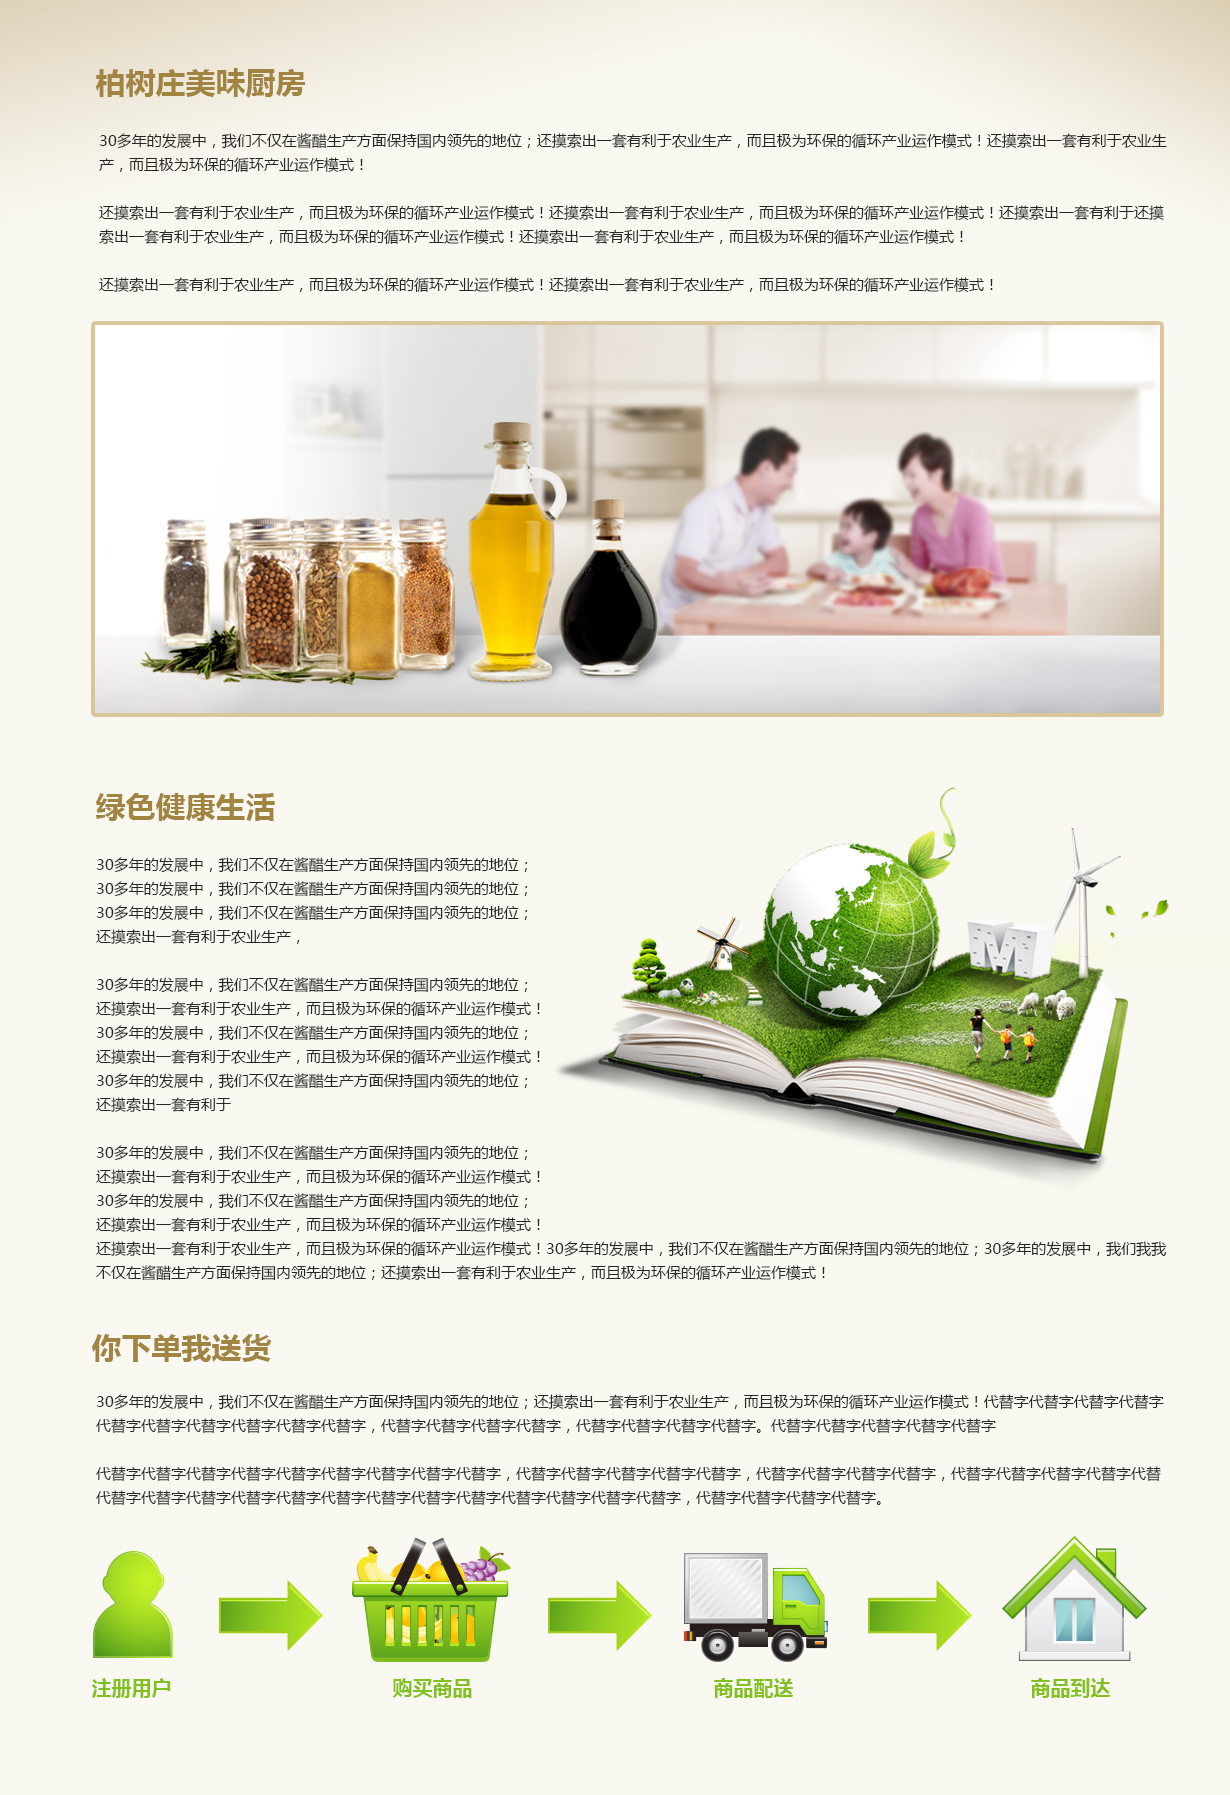 柏树庄美味厨房
30多年的发展中，我们不仅在酱醋生产方面保持国内领先的地位；还摸索出一套有利于农业生产，而且极为环保的循环产业运作模式！还摸索出一套有利于农业生
产，而且极为环保的循环产业运作模式！
还摸索出一套有利于农业生产，而且极为环保的循环产业运作模式！还摸索出一套有利于农业生产，而且极为环保的循环产业运作模式！还摸索出一套有利于还摸
索出一套有利于农业生产，而且极为环保的循环产业运作模式！还摸索出一套有利于农业生产，而且极为环保的循环产业运作模式！
还摸索出一套有利于农业生产，而且极为环保的循环产业运作模式！还摸索出一套有利于农业生产，而且极为环保的循环产业运作模式！
绿色健康生活
30多年的发展中，我们不仅在酱醋生产方面保持国内领先的地位；
30多年的发展中，我们不仅在酱醋生产方面保持国内领先的地位；
30多年的发展中，我们不仅在酱醋生产方面保持国内领先的地位；
还摸索出一套有利于农业生产，
30多年的发展中，我们不仅在酱醋生产方面保持国内领先的地位；
还摸索出一套有利于农业生产，而且极为环保的循环产业运作模式！
30多年的发展中，我们不仅在酱醋生产方面保持国内领先的地位；
还摸索出一套有利于农业生产，而且极为环保的循环产业运作模式！
30多年的发展中，我们不仅在酱醋生产方面保持国内领先的地位；
还摸索出一套有利于
30多年的发展中，我们不仅在酱醋生产方面保持国内领先的地位；
还摸索出一套有利于农业生产，而且极为环保的循环产业运作模式！
30多年的发展中，我们不仅在酱醋生产方面保持国内领先的地位；
还摸索出一套有利于农业生产，而且极为环保的循环产业运作模式！
还摸索出一套有利于农业生产，而且极为环保的循环产业运作模式！30多年的发展中，我们不仅在酱醋生产方面保持国内领先的地位；30多年的发展中，我们我我
不仅在酱醋生产方面保持国内领先的地位；还摸索出一套有利于农业生产，而且极为环保的循环产业运作模式！
你下单我送货
30多年的发展中，我们不仅在酱醋生产方面保持国内领先的地位；还摸索出一套有利于农业生产，而且极为环保的循环产业运作模式！代替字代替字代替字代替字
代替字代替字代替字代替字代替字代替字，代替字代替字代替字代替字，代替字代替字代替字代替字。代替字代替字代替字代替字代替字
代替字代替字代替字代替字代替字代替字代替字代替字代替字，代替字代替字代替字代替字代替字，代替字代替字代替字代替字，代替字代替字代替字代替字代替
代替字代替字代替字代替字代替字代替字代替字代替字代替字代替字代替字代替字代替字，代替字代替字代替字代替字。
注册用户
购买商品
商品配送
商品到达